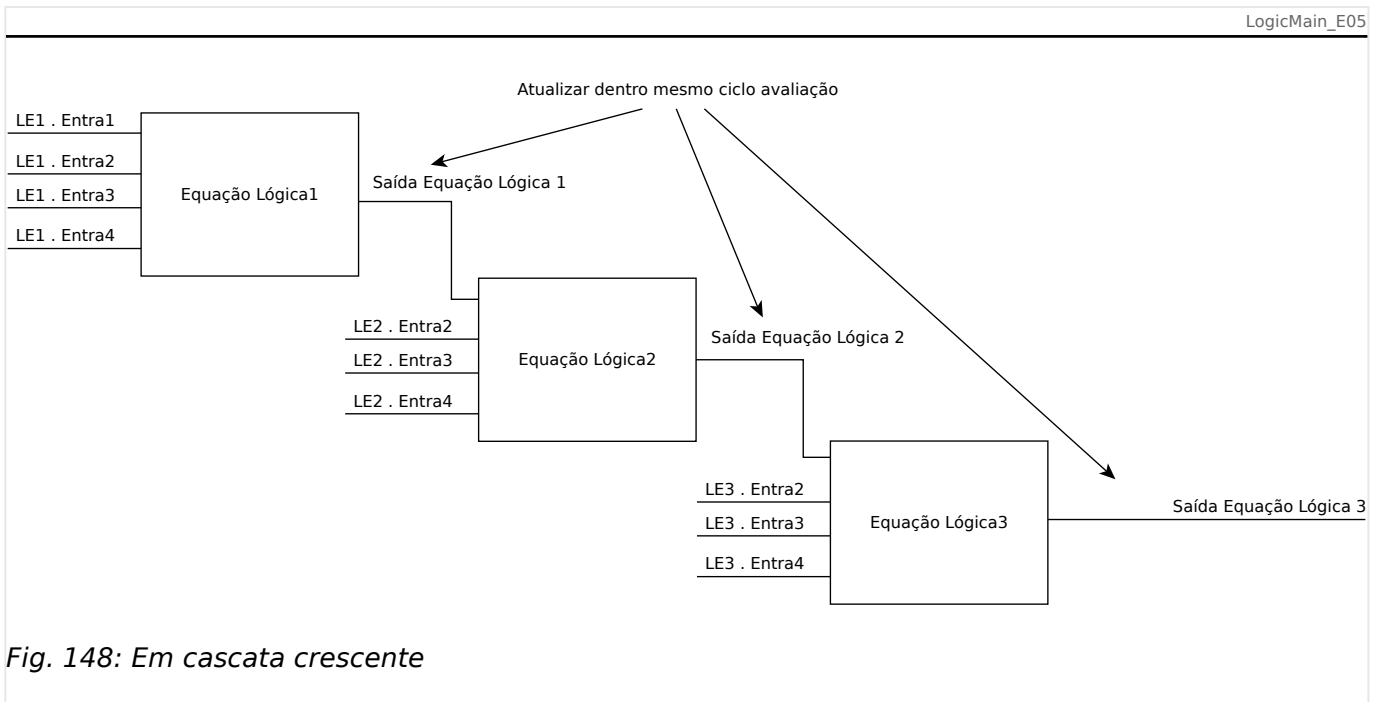 LogicMain_E05
Atualizar dentro mesmo ciclo avaliação
LE1 . Entra1
LE1 . Entra2
LE1 . Entra3
LE1 . Entra4
Equação Lógica1
Saída Equação Lógica 1
LE2 . Entra2
LE2 . Entra3
LE2 . Entra4
Equação Lógica2
Saída Equação Lógica 2
LE3 . Entra2
LE3 . Entra3
LE3 . Entra4
Equação Lógica3
Saída Equação Lógica 3
Fig. 148: Em cascata crescente